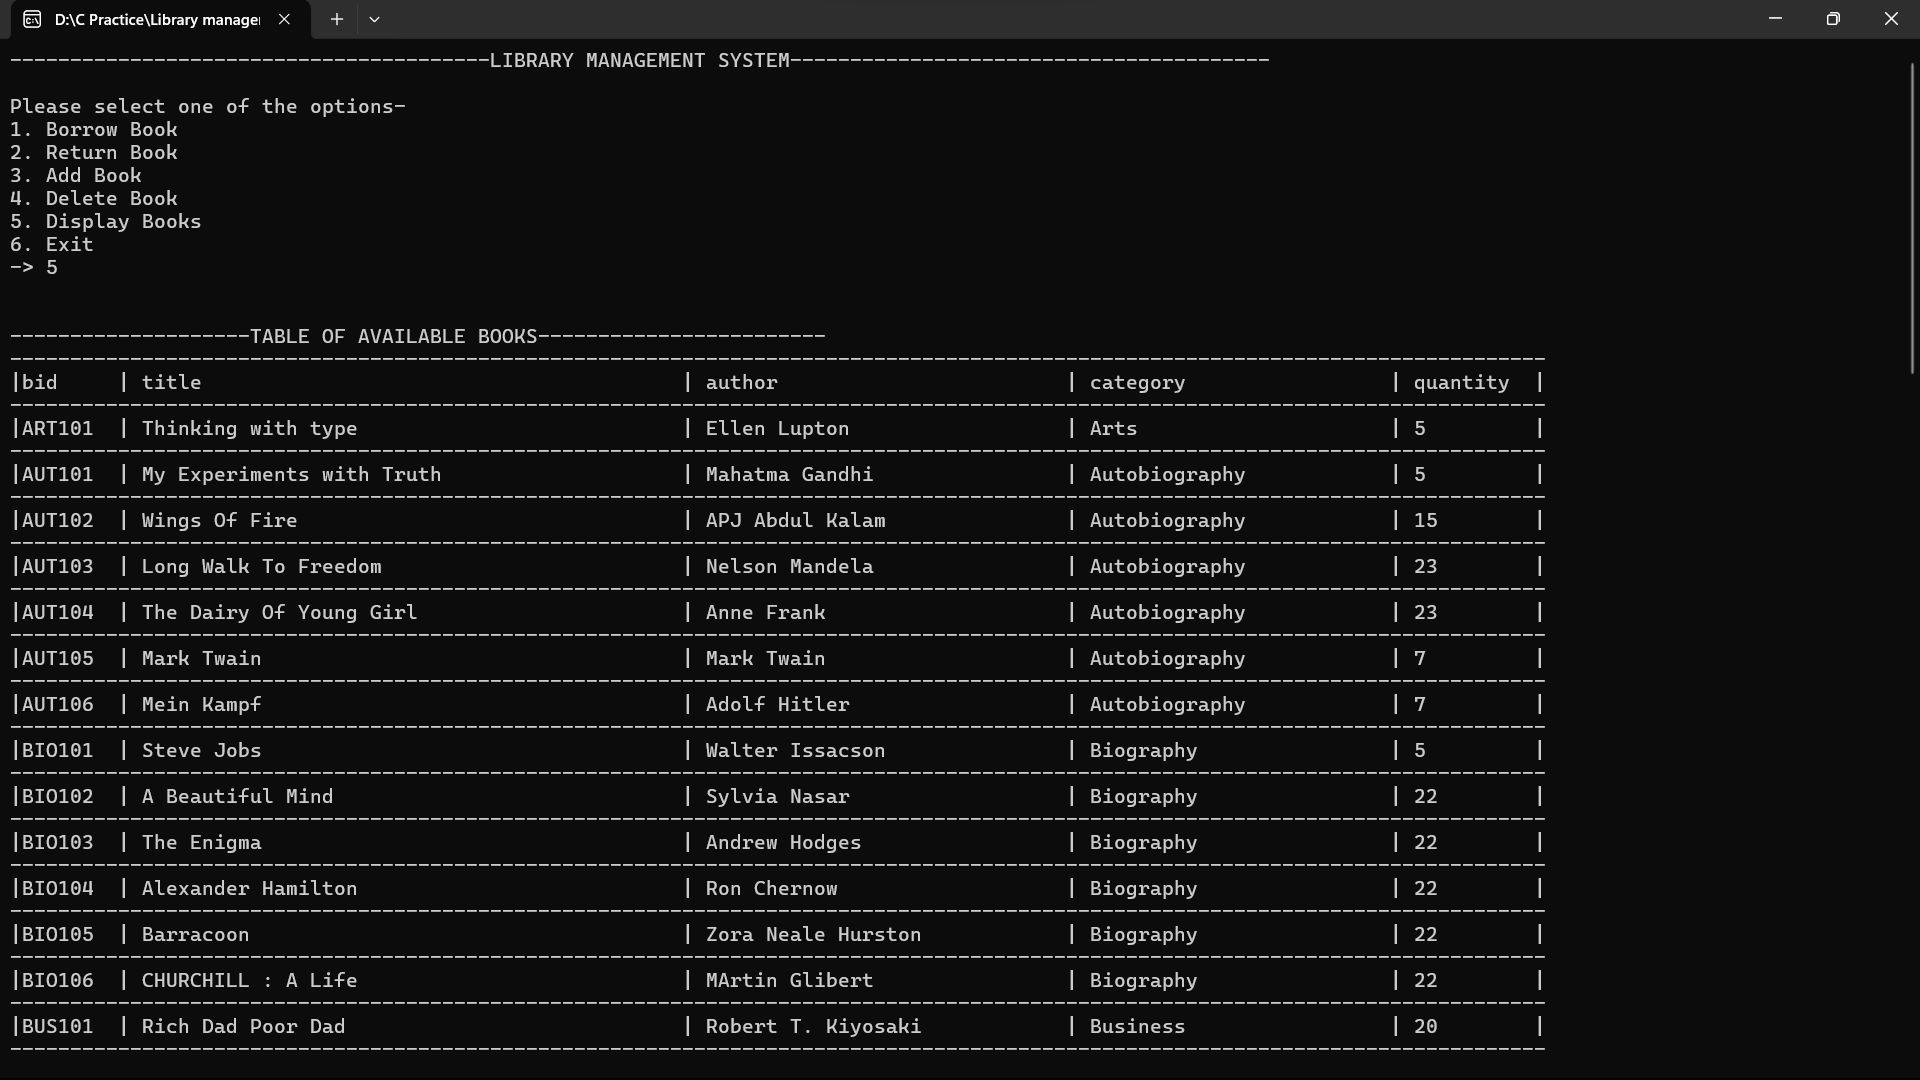 D:\C Practice\Library manage
----------------------------------------LIBRARY MANAGEMENT SYSTEM----------------------------------------
Please select one of the options-
1. Borrow Book
2. Return Book
3. Add Book
4. Delete Book
5. Display Books
6. Exit
-> 5
--------------------TABLE OF AVAILABLE BOOKS------------------------
|bid | title | author | category | quantity |
|ART101 | Thinking with type | Ellen Lupton | Arts | 5 |
|AUT101 | My Experiments with Truth | Mahatma Gandhi | Autobiography | 5 |
|AUT102 | Wings Of Fire | APJ Abdul Kalam | Autobiography | 15 |
|AUT103 | Long Walk To Freedom | Nelson Mandela | Autobiography | 23 |
|AUT104 | The Dairy Of Young Girl | Anne Frank | Autobiography | 23 |
|AUT105 | Mark Twain | Mark Twain | Autobiography | 7 |
|AUT106 | Mein Kampf | Adolf Hitler | Autobiography | 7 |
|BIO101 | Steve Jobs | Walter Issacson | Biography | 5 |
|BIO102 | A Beautiful Mind | Sylvia Nasar | Biography | 22 |
|BIO103 | The Enigma | Andrew Hodges | Biography | 22 |
|BIO104 | Alexander Hamilton | Ron Chernow | Biography | 22 |
|BIO105 | Barracoon | Zora Neale Hurston | Biography | 22 |
|BIO106 | CHURCHILL : A Life | MArtin Glibert | Biography | 22 |
|BUS101 | Rich Dad Poor Dad | Robert T. Kiyosaki | Business | 20 |